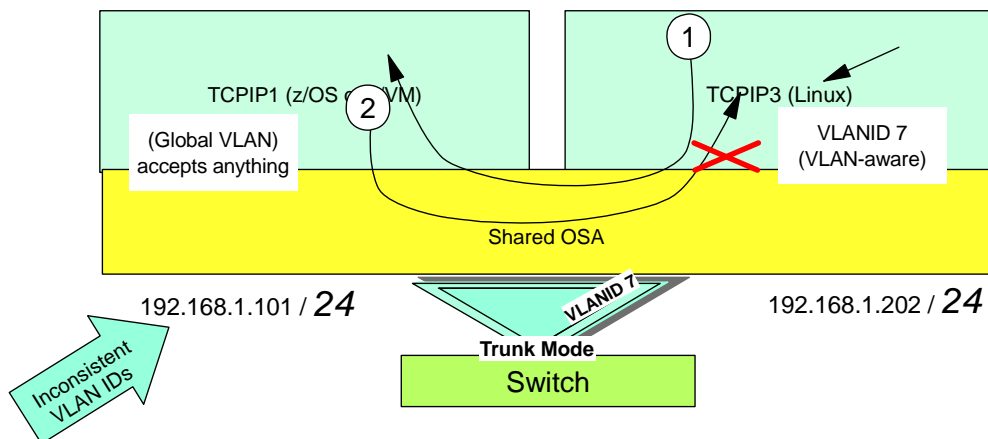 1
TCPIP1 (z/OS /VM)
2
TCPIP3 (Linux)
(Global VLAN)
accepts anything
VLANID 7
(VLAN-aware)
Shared OSA
192.168.1.101 / 24
VLANID 7
192.168.1.202 / 24
Trunk Mode
Switch
Inconsistent
VLAN IDs